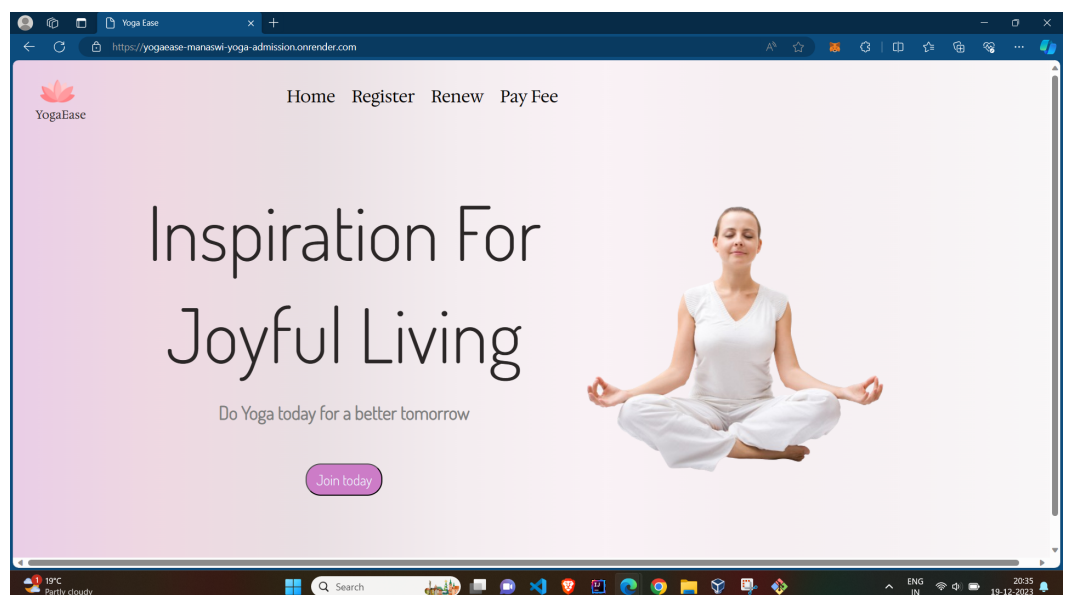 Yoga Ease
https://yogaease-manaswi-yoga-admission.onrender.com
YogaEase
Home Register Renew Pay Fee
Inspiration For
Joyful Living
Do Yoga today for a better tomorrow
Join today
1
19°C
Partly cloudy
Search
ENG
IN
20:35
19-12-2023